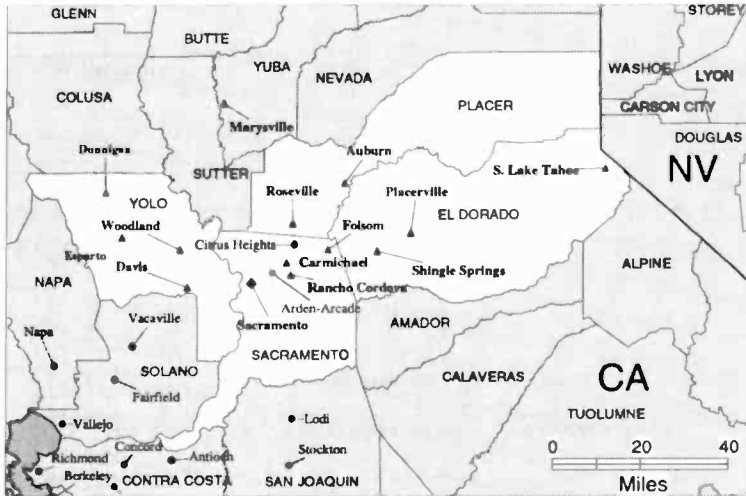 GLENN
BUTTE
YUBA
NEVADA
STOREY
WASHOE
LYON
CARSON CITY
DOUGLAS
NV
COLUSA
PLACER
Marysville
Dunnigan
Auburn
SUTTER
S. Lake Tahoe
Roseville
Placerville
YOLO
EL DORADO
Woodland
Folsom
Citrus Heights
Esparto
Carmichael
Shingle Springs
Davis
Rancho Cordova
ALPINE
NAPA
Arden-Arcade
Vacaville
Sacramento
AMADOR
Napa
SACRAMENTO
SOLANO
CALAVERAS
CA
Fairfield
TUOLUMNE
Vallejo
Lodi
Concord
Antioch
Stockton
Richmond
Berkeley
CONTRA COSTA
SAN JOAQUIN
0 20 40
Miles